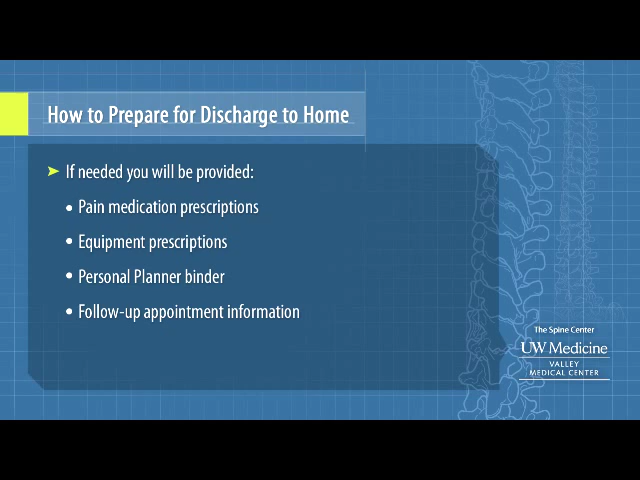 How to Prepare for Discharge to Home
➤ If needed you will be provided:
• Pain medication prescriptions
• Equipment prescriptions
• Personal Planner binder
• Follow-up appointment information
The Spine Center
UW Medicine
VALLEY
MEDICAL CENTER